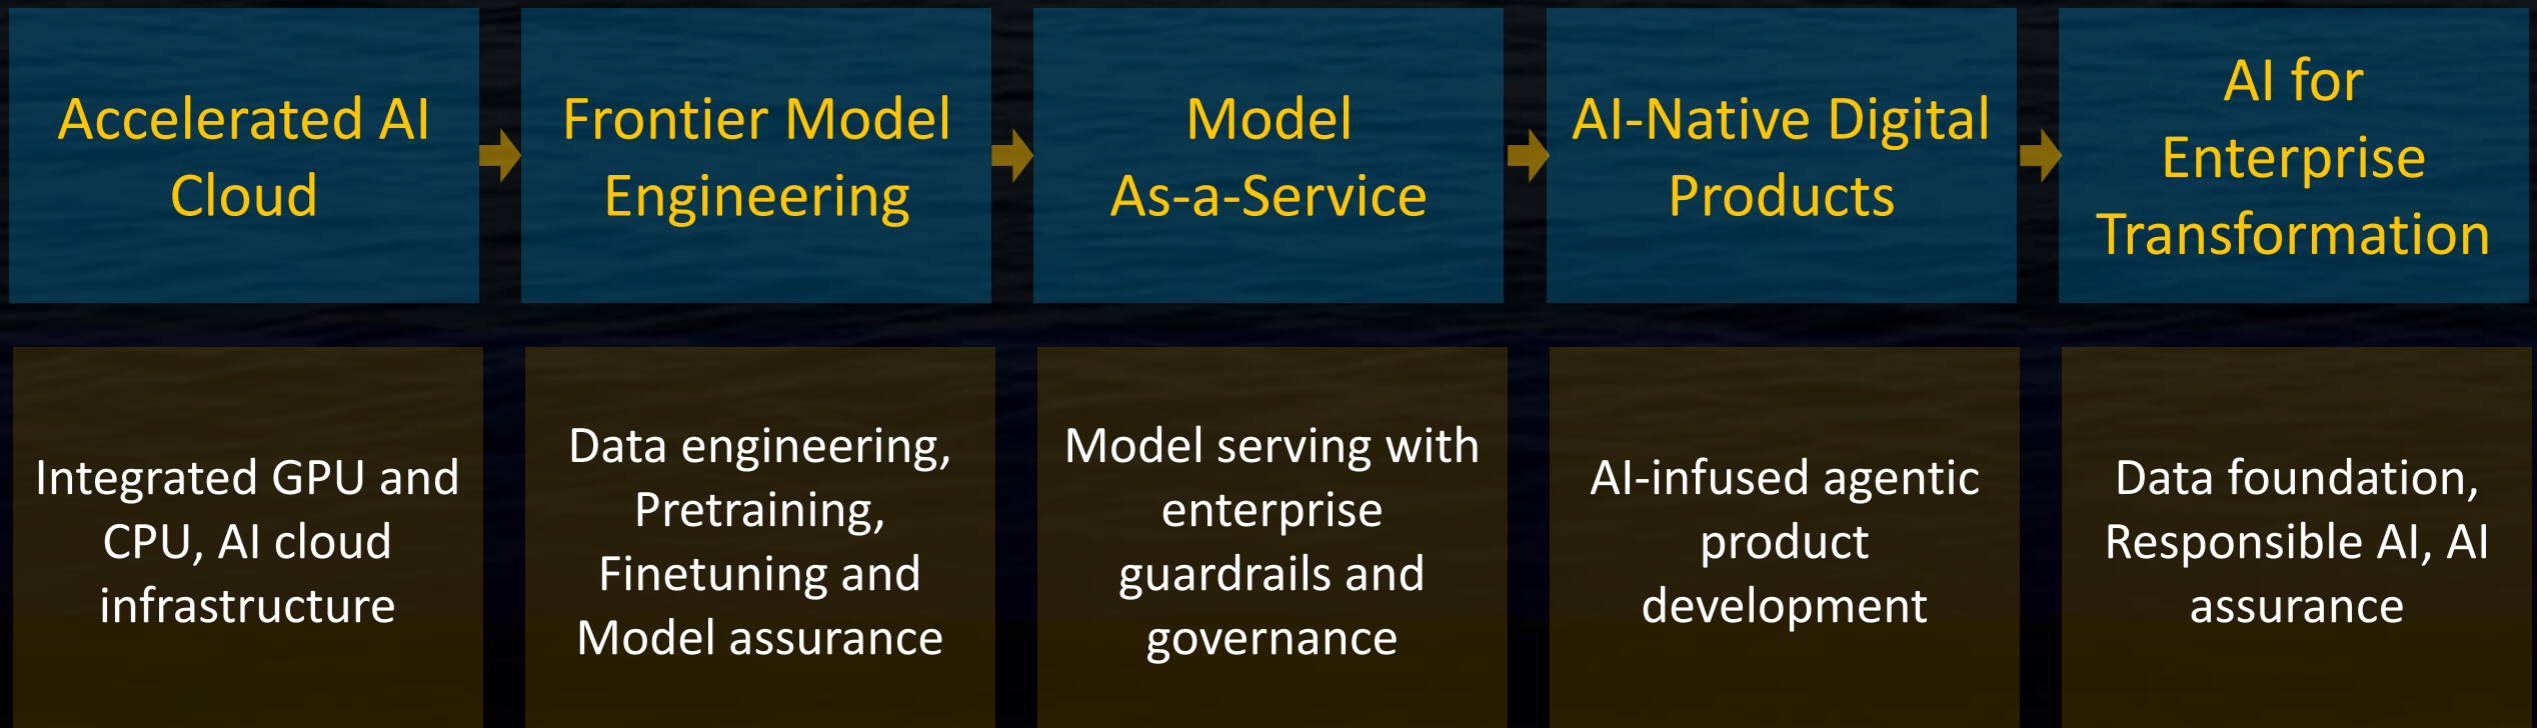 Accelerated AI
Cloud
Frontier Model
Engineering
Model
As-a-Service
AI-Native Digital
Products
AI for
Enterprise
Transformation
Integrated GPU and
CPU, AI cloud
infrastructure
Data engineering,
Pretraining,
Finetuning and
Model assurance
Model serving with
enterprise
guardrails and
governance
AI-infused agentic
product
development
Data foundation,
Responsible AI, AI
assurance